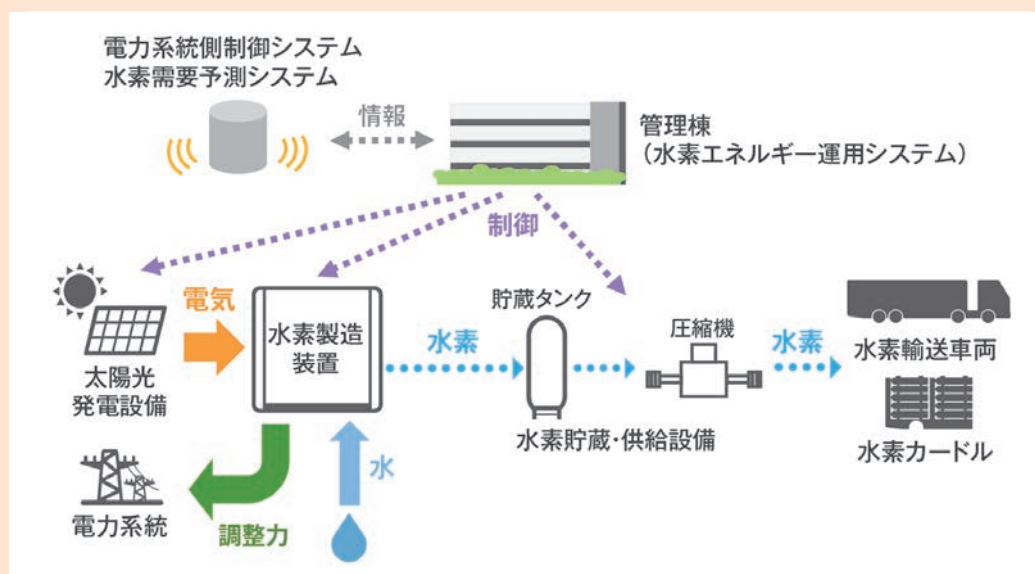 電力系統側制御システム
水素需要予測システム
情報
管理棟
（水素エネルギー運用システム）
制御
電気
水素製造
装置
水素
貯蔵タンク
圧縮機
水素
水素輸送車両
太陽光
発電設備
水素貯蔵・供給設備
水素カードル
水
電力系統
調整力